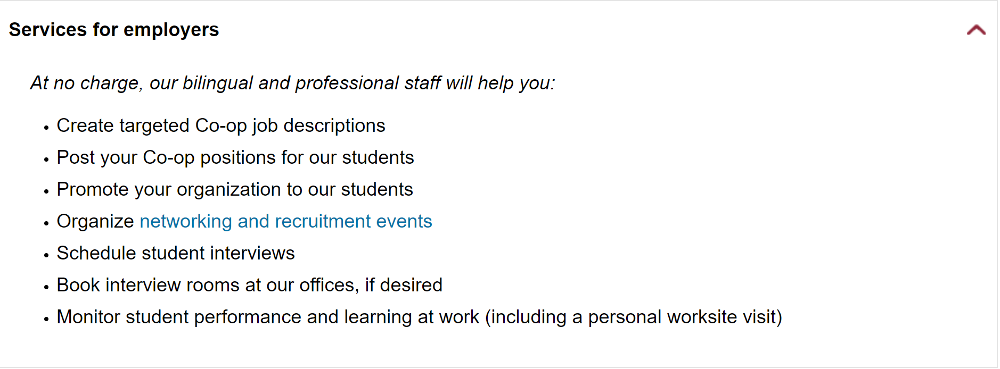 Services for employers
At no charge, our bilingual and professional staff will help you:
• Create targeted Co-op job descriptions
• Post your Co-op positions for our students
• Promote your organization to our students
• Organize networking and recruitment events
• Schedule student interviews
• Book interview rooms at our offices, if desired
• Monitor student performance and learning at work (including a personal worksite visit)